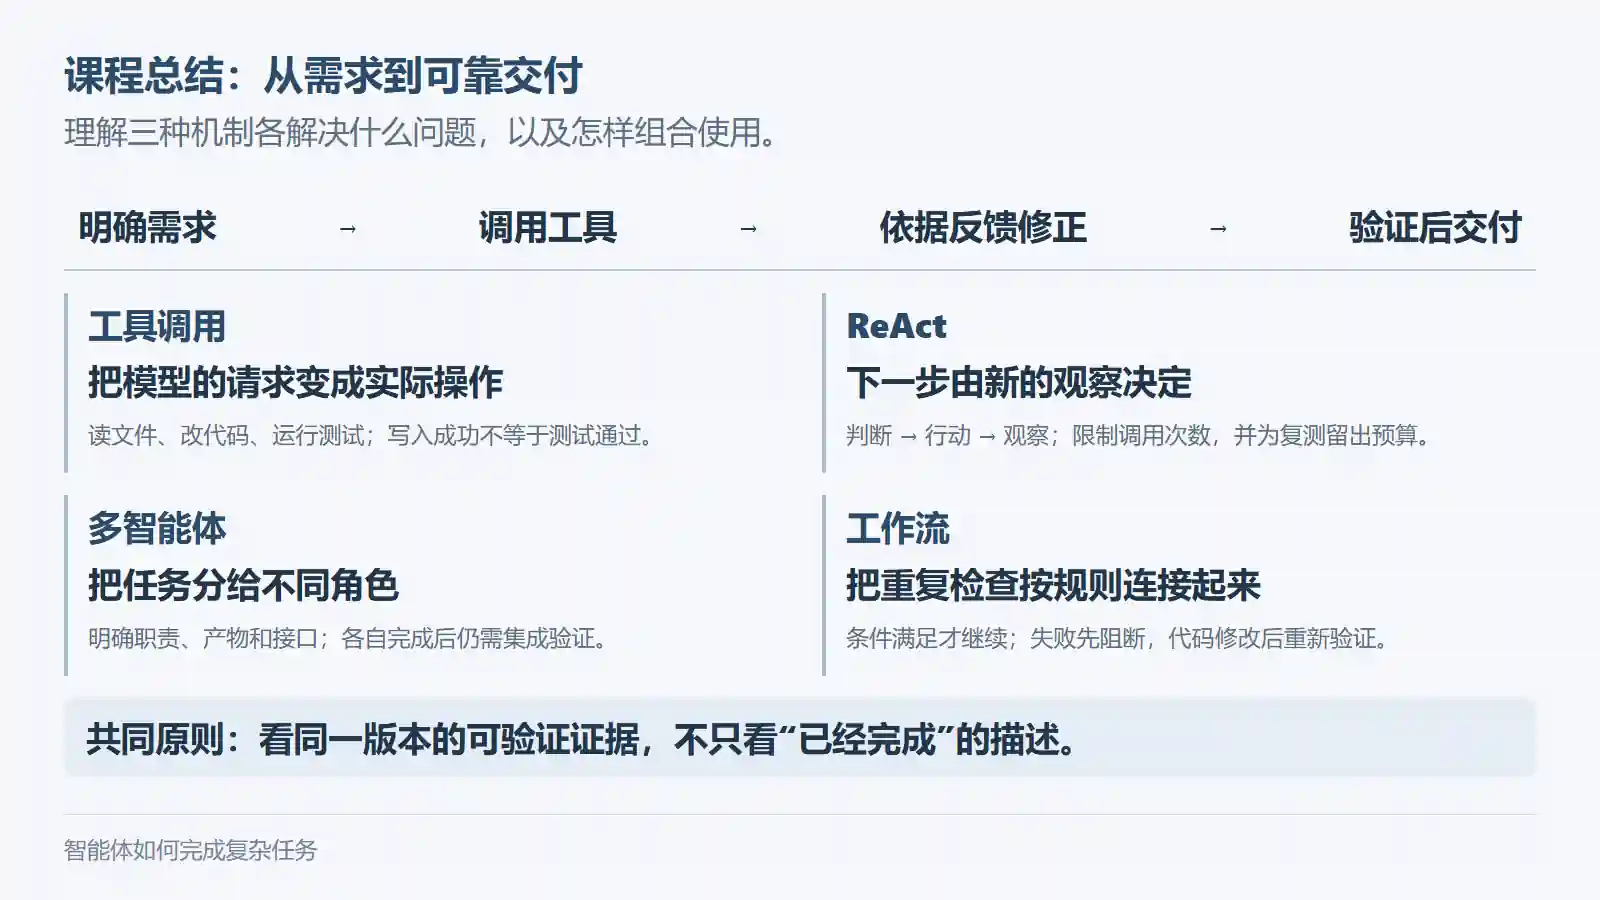 课程总结：从需求到可靠交付
理解三种机制各解决什么问题，以及怎样组合使用。
明确需求 → 调用工具 → 依据反馈修正 → 验证后交付
工具调用
把模型的请求变成实际操作
读文件、改代码、运行测试；写入成功不等于测试通过。
ReAct
下一步由新的观察决定
判断 → 行动 → 观察；限制调用次数，并为复测留出预算。
多智能体
把任务分给不同角色
明确职责、产物和接口；各自完成后仍需集成验证。
工作流
把重复检查按规则连接起来
条件满足才继续；失败先阻断，代码修改后重新验证。
共同原则：看同一版本的可验证证据，不只看“已经完成”的描述。
智能体如何完成复杂任务